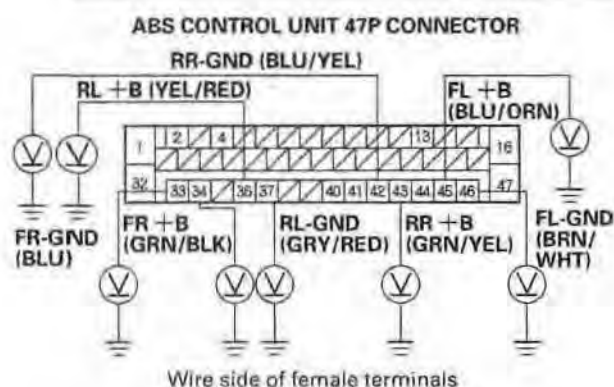 ABS CONTROL UNIT 47P CONNECTOR
RR-GND (BLU/YEL)
RL +B (YEL/RED)
FL +B
(BLU/ORN)
1 2 4 13 16
32 33 34 36 37 40 41 42 43 44 45 46 47
FR-GND
(BLU)
FR +B
(GRN/BLK)
RL-GND
(GRY/RED)
RR +B
(GRN/YEL)
FL-GND
(BRN/
WHT)
V V V
V V V V V
Wire side of female terminals